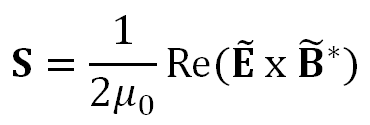 𝐒 = 1/(2μ₀) Re(𝐄̃ x 𝐁̃*)